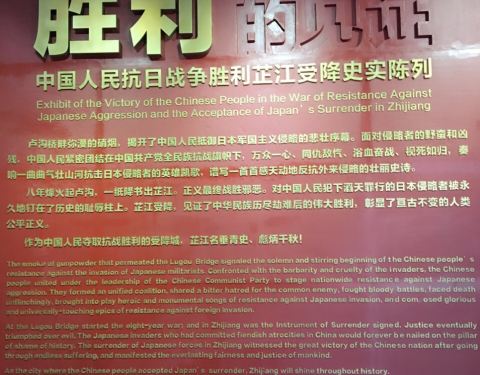 胜利 的见证
中国人民抗日战争胜利芷江受降史实陈列
Exhibit of the Victory of the Chinese People in the War of Resistance Against
Japanese Aggression and the Acceptance of Japan's Surrender in Zhijiang
卢沟桥畔弥漫的硝烟，揭开了中国人民抵御日本军国主义侵略的悲壮序幕。面对侵略者的野蛮和凶
残，中国人民紧密团结在中国共产党全民族抗战旗帜下，万众一心、同仇敌忾、浴血奋战、视死如归，奏
响一曲曲气壮山河抗击日本侵略者的英雄凯歌，谱写一首首感天动地反抗外来侵略的壮丽史诗。
八年烽火起卢沟，一纸降书出芷江。正义最终战胜邪恶。对中国人民犯下滔天罪行的日本侵略者被永
久地钉在了历史的耻辱柱上。芷江受降，见证了中华民族历尽劫难后的伟大胜利，彰显了亘古不变的人类
公平正义。
作为中国人民夺取抗战胜利的受降城，芷江名垂青史、彪炳千秋！
The smoke of gunpowder that permeated the Lugou Bridge signaled the solemn and stirring beginning of the Chinese people's
resistance against the invasion of Japanese militarists. Confronted with the barbarity and cruelty of the invaders, the Chinese
people united under the leadership of the Chinese Communist Party to stage nationwide resistance against Japanese
aggression. They formed an unified coalition, shared a bitter hatred for the common enemy, fought bloody battles, faced death
unflinchingly, brought into play heroic and monumental songs of resistance against Japanese invasion, and com osed glorious
and universally-touching epics of resistance against foreign invasion.
At the Lugou Bridge started the eight-year war, and in Zhijiang was the Instrument of Surrender signed. Justice eventually
triumphed over evil. The Japanese invaders who had committed fiendish atrocities in China would forever be nailed on the pillar
of shame of history. The surrender of Japanese forces in Zhijiang witnessed the great victory of the Chinese nation after going
through endless suffering, and manifested the everlasting fairness and justice of mankind.
As the city where the Chinese people accepted Japan's surrender, Zhijiang will shine throughout history.